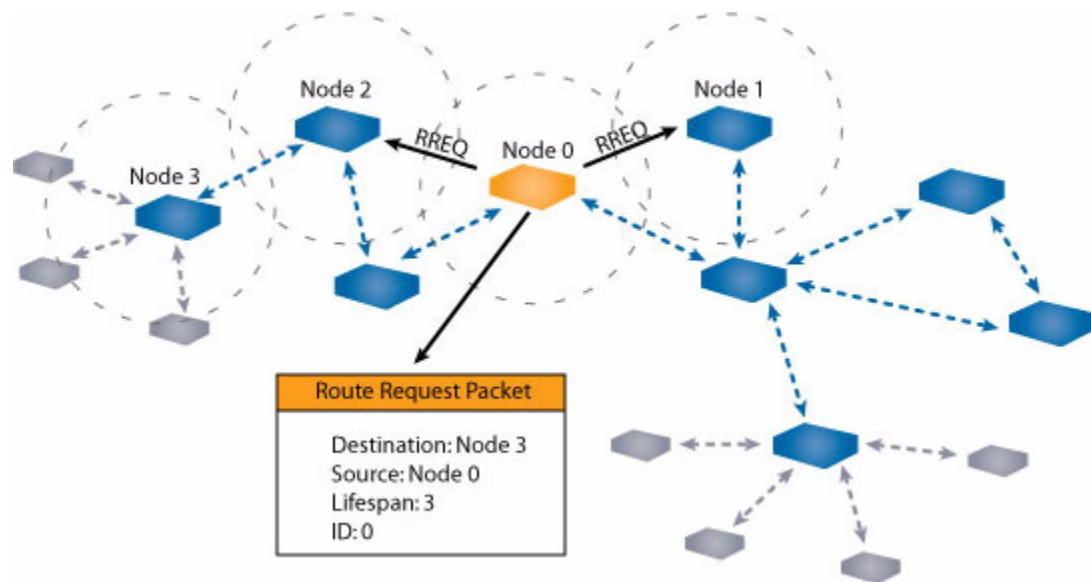 Node 2
Node 1
RREQ
RREQ
Node 0
Node 3
Route Request Packet
Destination: Node 3
Source: Node 0
Lifespan: 3
ID: 0